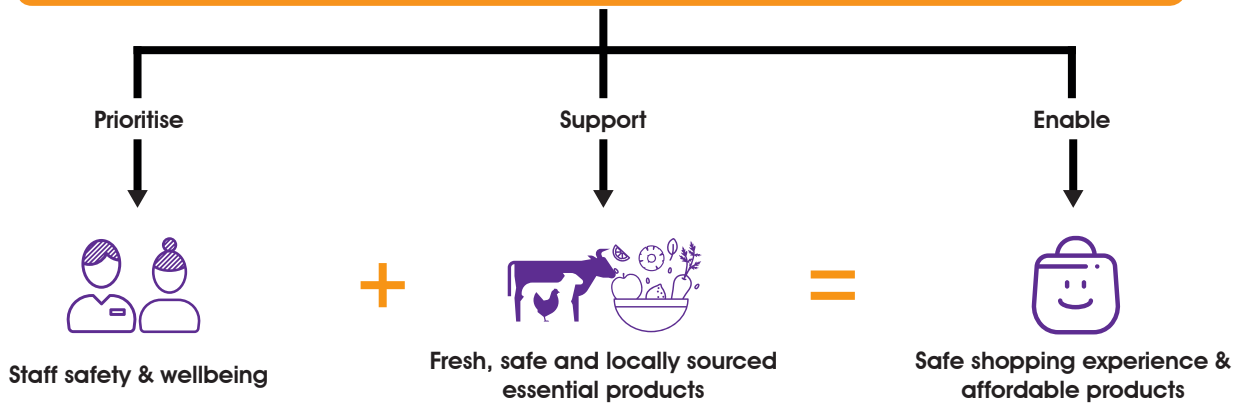 Prioritise
Support
Enable
+
=
Staff safety & wellbeing
Fresh, safe and locally sourced
essential products
Safe shopping experience &
affordable products